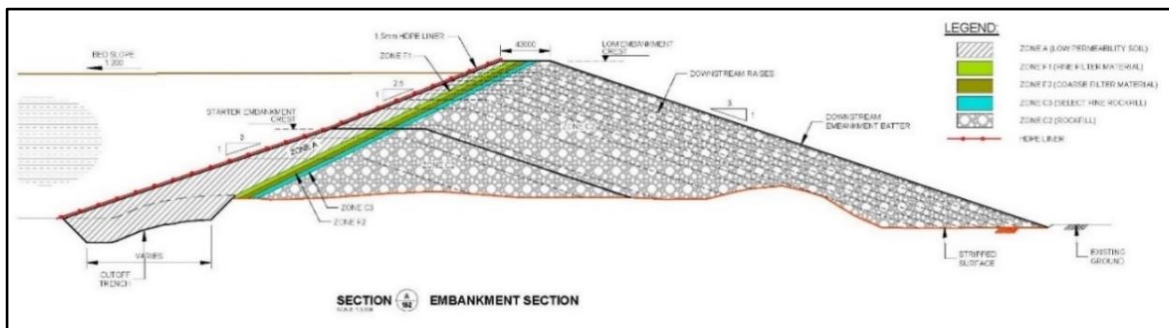 LEGEND:
ZONE A (LOW PERMEABILITY SOIL)
ZONE F1 (FINE FILTER MATERIAL)
ZONE F2 (COARSE FILTER MATERIAL)
ZONE C3 (SELECT FINE ROCKFILL)
ZONE C2 (ROCKFILL)
HDPE LINER
1.5mm HDPE LINER
ZONE F1
LOM EMBANKMENT
CREST
BED SLOPE
1:200
2.5
1
STARTER EMBANKMENT
CREST
DOWNSTREAM RAISES
3
1
DOWNSTREAM
EMBANKMENT BATTER
1
ZONE A
ZONE C3
ZONE F2
VARIES
CUTOFF
TRENCH
STRIPPED
SURFACE
EXISTING
GROUND
SECTION A EMBANKMENT SECTION